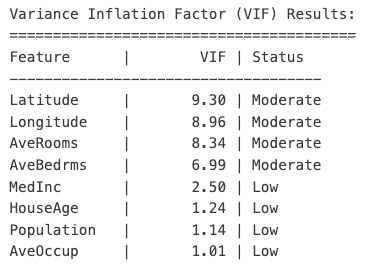 Variance Inflation Factor (VIF) Results:
========================================
Feature      |       VIF | Status
------------------------------------
Latitude     |      9.30 | Moderate
Longitude    |      8.96 | Moderate
AveRooms     |      8.34 | Moderate
AveBedrms    |      6.99 | Moderate
MedInc       |      2.50 | Low
HouseAge     |      1.24 | Low
Population   |      1.14 | Low
AveOccup     |      1.01 | Low